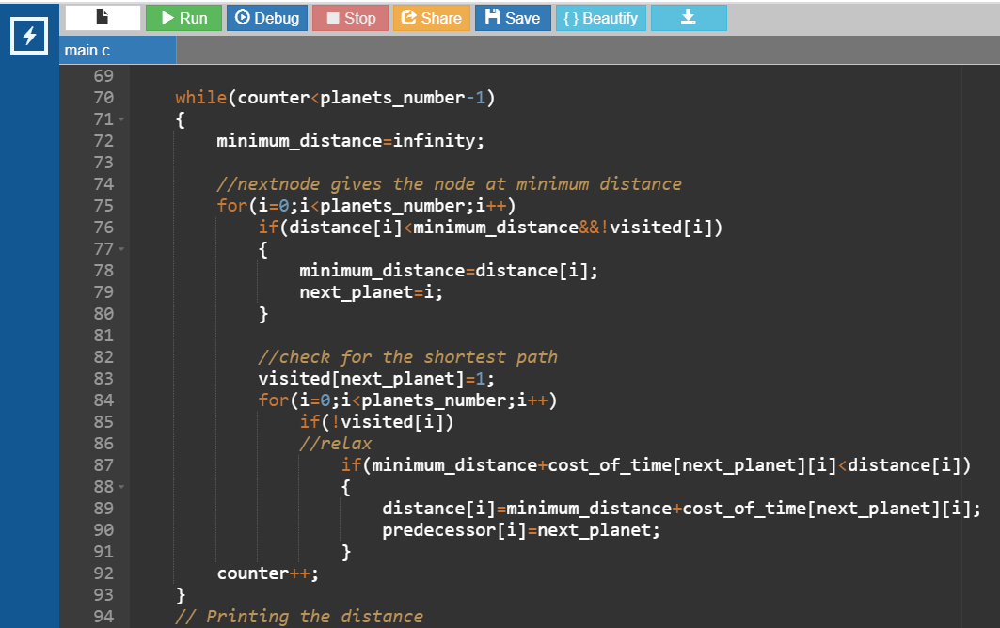 Run Debug Stop Share Save { } Beautify
main.c
69
70 while(counter<planets_number-1)
71 {
72 minimum_distance=infinity;
73
74 //nextnode gives the node at minimum distance
75 for(i=0;i<planets_number;i++)
76 if(distance[i]<minimum_distance&&!visited[i])
77 {
78 minimum_distance=distance[i];
79 next_planet=i;
80 }
81
82 //check for the shortest path
83 visited[next_planet]=1;
84 for(i=0;i<planets_number;i++)
85 if(!visited[i])
86 //relax
87 if(minimum_distance+cost_of_time[next_planet][i]<distance[i])
88 {
89 distance[i]=minimum_distance+cost_of_time[next_planet][i];
90 predecessor[i]=next_planet;
91 }
92 counter++;
93 }
94 // Printing the distance